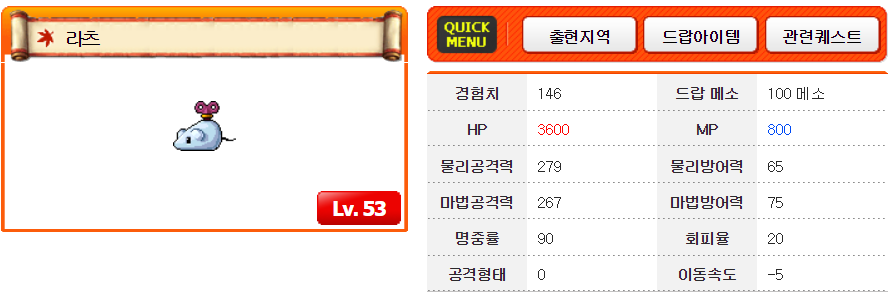 라츠
Lv. 53
QUICK MENU
출현지역
드랍아이템
관련퀘스트
경험치 146 드랍 메소 100 메소
HP 3600 MP 800
물리공격력 279 물리방어력 65
마법공격력 267 마법방어력 75
명중률 90 회피율 20
공격형태 0 이동속도 -5